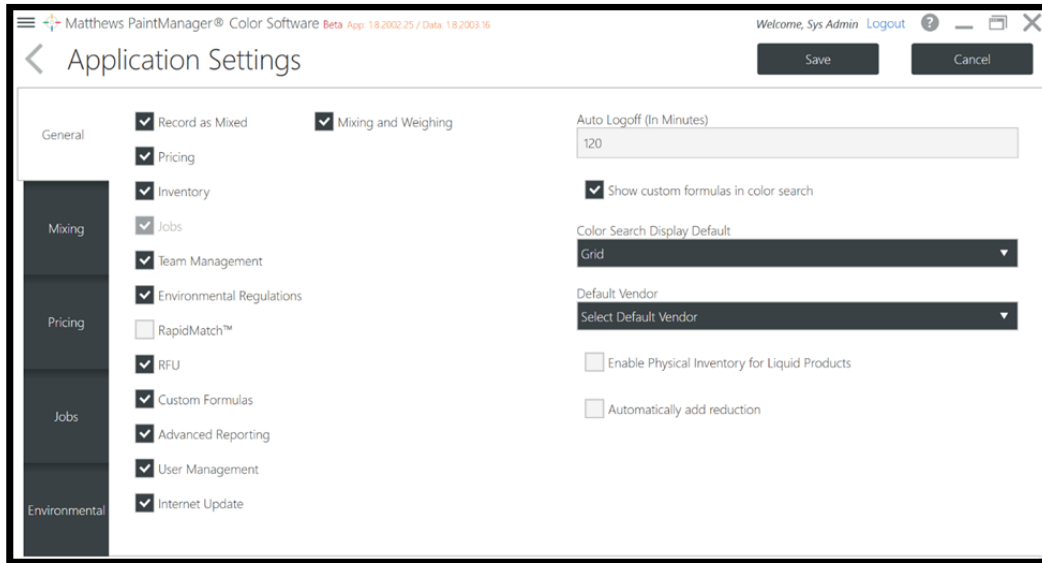 Matthews PaintManager® Color Software Beta App: 1.8.2002.25 / Data: 1.8.2003.16
Welcome, Sys Admin Logout ?
Application Settings
Save
Cancel
General
Mixing
Pricing
Jobs
Environmental
Record as Mixed
Mixing and Weighing
Pricing
Inventory
Jobs
Team Management
Environmental Regulations
RapidMatch™
RFU
Custom Formulas
Advanced Reporting
User Management
Internet Update
Auto Logoff (In Minutes)
120
Show custom formulas in color search
Color Search Display Default
Grid
Default Vendor
Select Default Vendor
Enable Physical Inventory for Liquid Products
Automatically add reduction